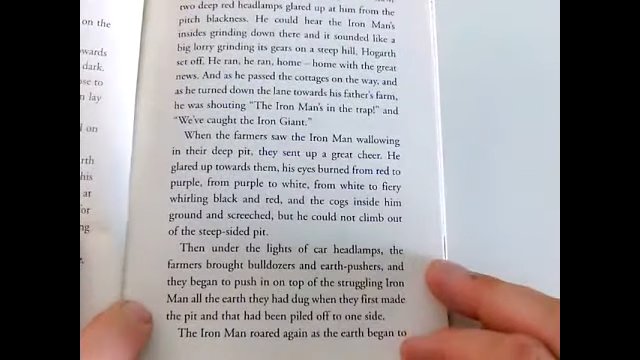 on the
wards
dark.
se to
n lay
l on
rth
his
at
for
ng
two deep red headlamps glared up at him from the
pitch blackness. He could hear the Iron Man's
insides grinding down there and it sounded like a
big lorry grinding its gears on a steep hill. Hogarth
set off. He ran, he ran, home – home with the great
news. And as he passed the cottages on the way, and
as he turned down the lane towards his father's farm,
he was shouting "The Iron Man's in the trap!" and
"We've caught the Iron Giant."
When the farmers saw the Iron Man wallowing
in their deep pit, they sent up a great cheer. He
glared up towards them, his eyes burned from red to
purple, from purple to white, from white to fiery
whirling black and red, and the cogs inside him
ground and screeched, but he could not climb out
of the steep-sided pit.
Then under the lights of car headlamps, the
farmers brought bulldozers and earth-pushers, and
they began to push in on top of the struggling Iron
Man all the earth they had dug when they first made
the pit and that had been piled off to one side.
The Iron Man roared again as the earth began to